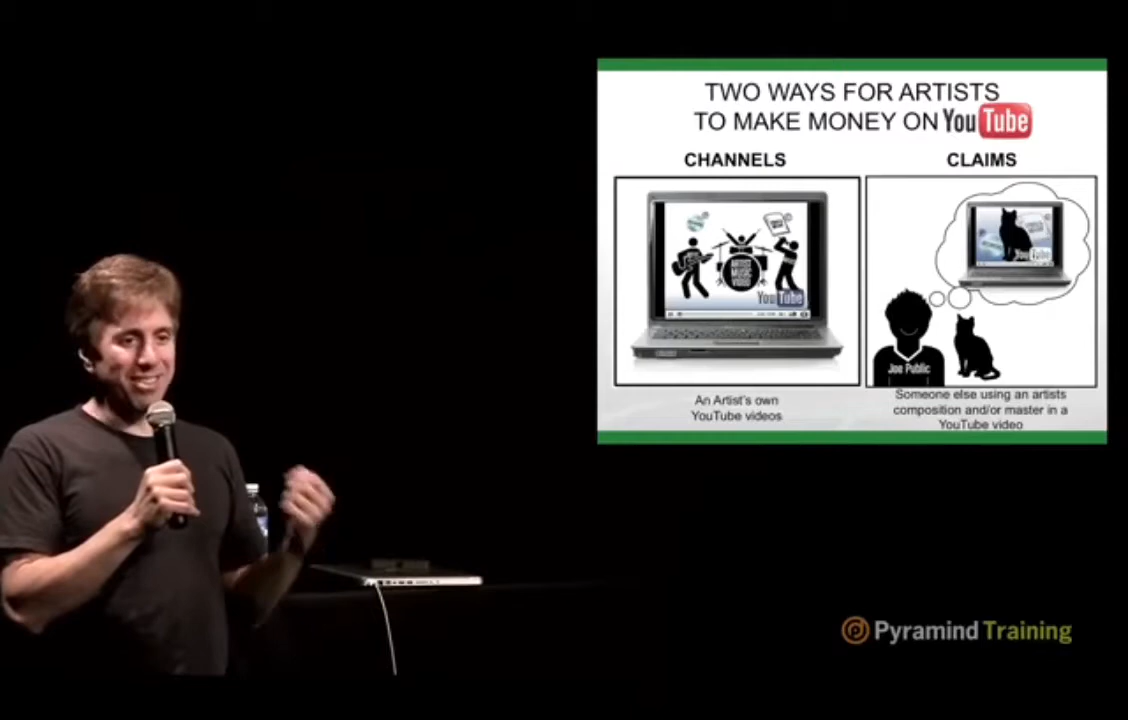 TWO WAYS FOR ARTISTS
TO MAKE MONEY ON YouTube
CHANNELS
CLAIMS
ARTIST
MUSIC
VIDEO
YouTube
YouTube
Joe Public
An Artist's own
YouTube videos
Someone else using an artists
composition and/or master in a
YouTube video
Pyramind Training